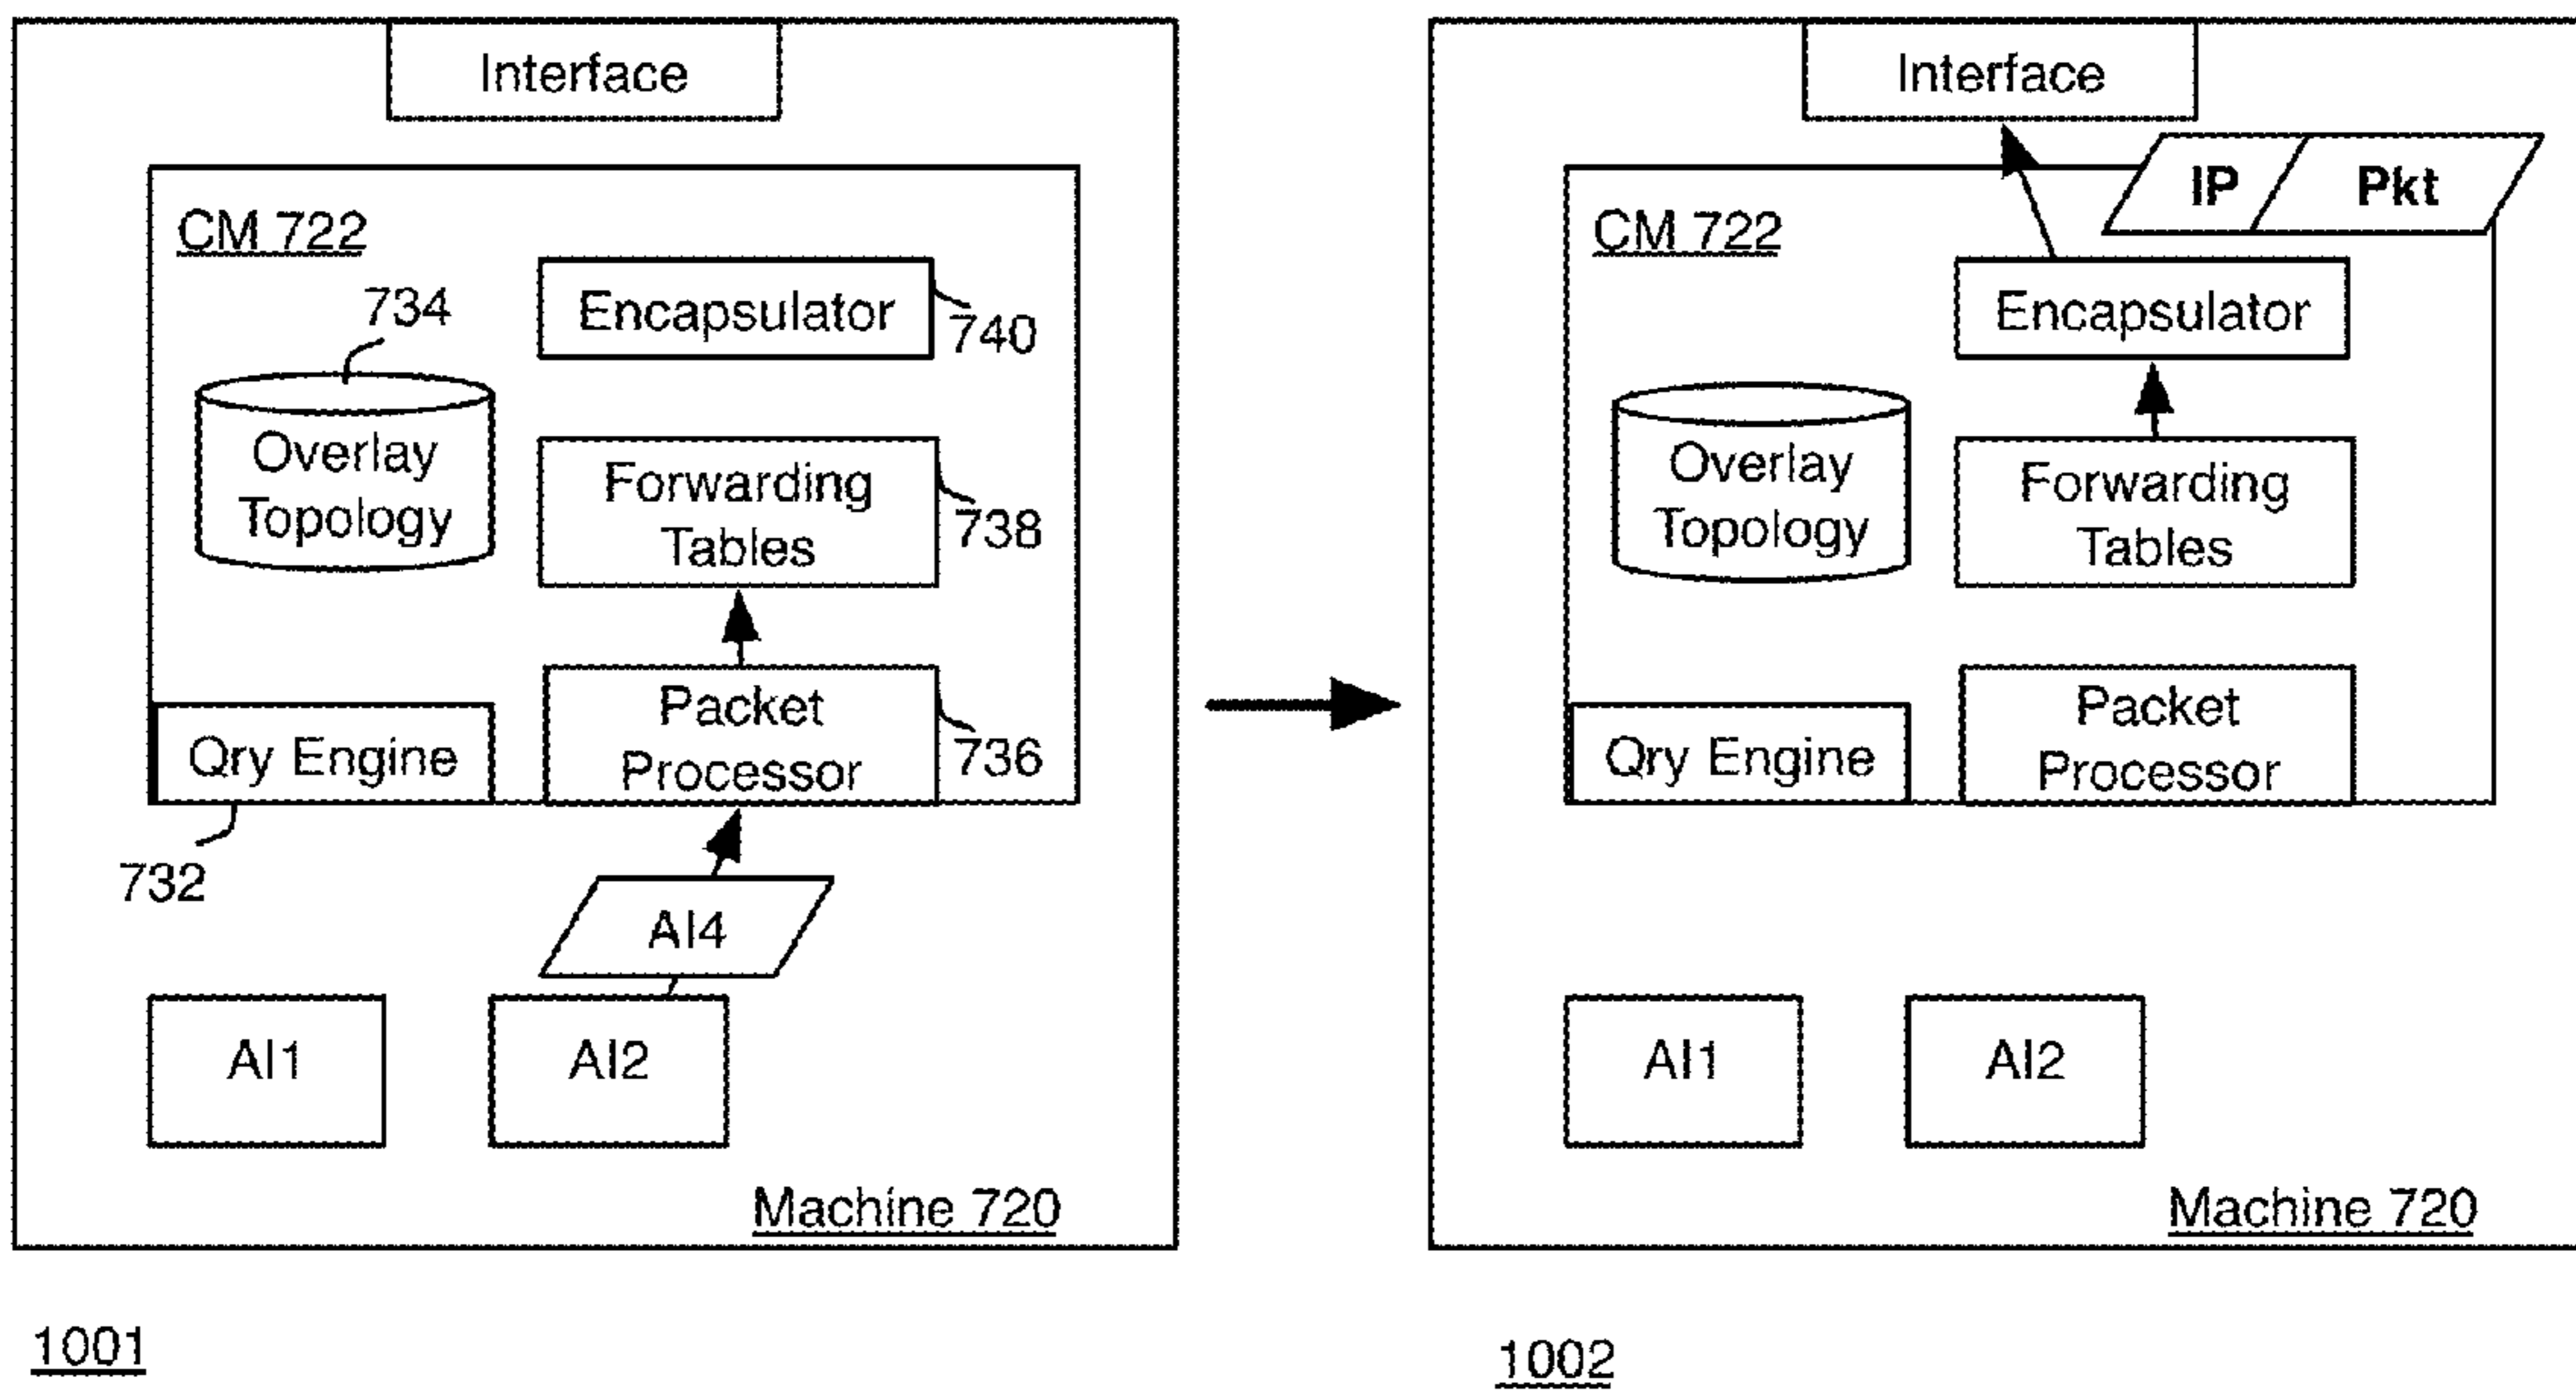 Interface
CM 722
734
Encapsulator
740
Overlay
Topology
Forwarding
Tables
738
Packet
Processor
736
Qry Engine
732
AI4
AI1
AI2
Machine 720
1001
Interface
IP
Pkt
CM 722
Encapsulator
Overlay
Topology
Forwarding
Tables
Packet
Processor
Qry Engine
AI1
AI2
Machine 720
1002